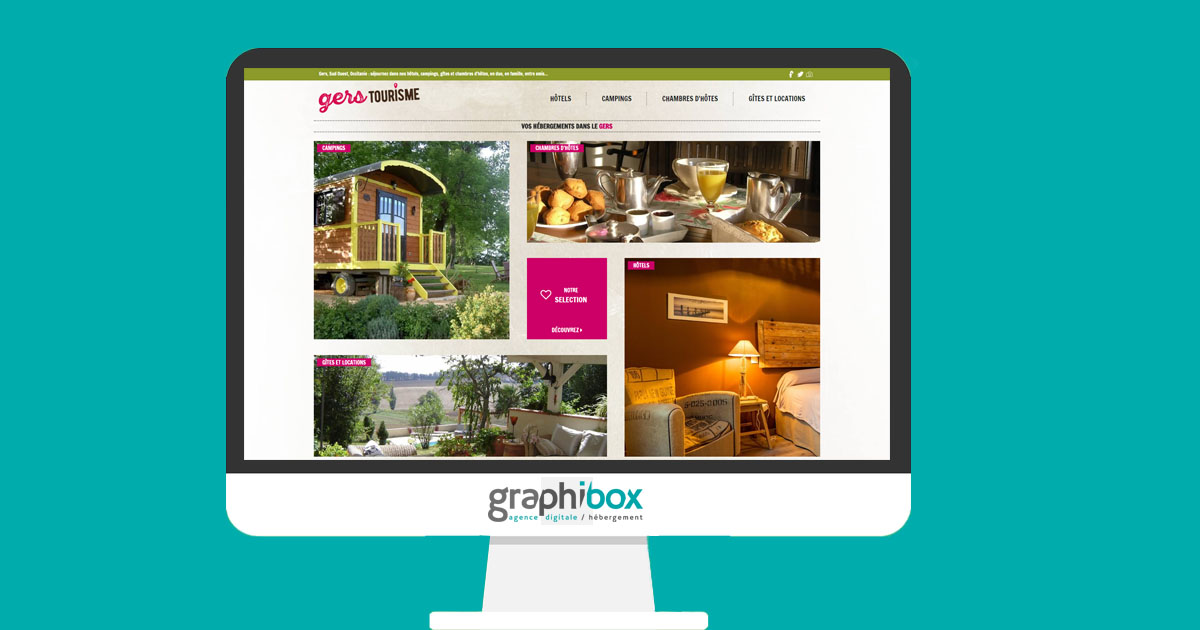 Gers, Sud Ouest, Occitanie : séjournez dans nos hôtels, campings, gîtes et chambres d'hôtes, en duo, en famille, entre amis...
gers TOURISME
HÔTELS
CAMPINGS
CHAMBRES D'HÔTES
GÎTES ET LOCATIONS
VOS HÉBERGEMENTS DANS LE GERS
CAMPINGS
CHAMBRES D'HÔTES
NOTRE
SELECTION
DÉCOUVREZ
HÔTELS
GÎTES ET LOCATIONS
graphibox
agence digitale / hébergement